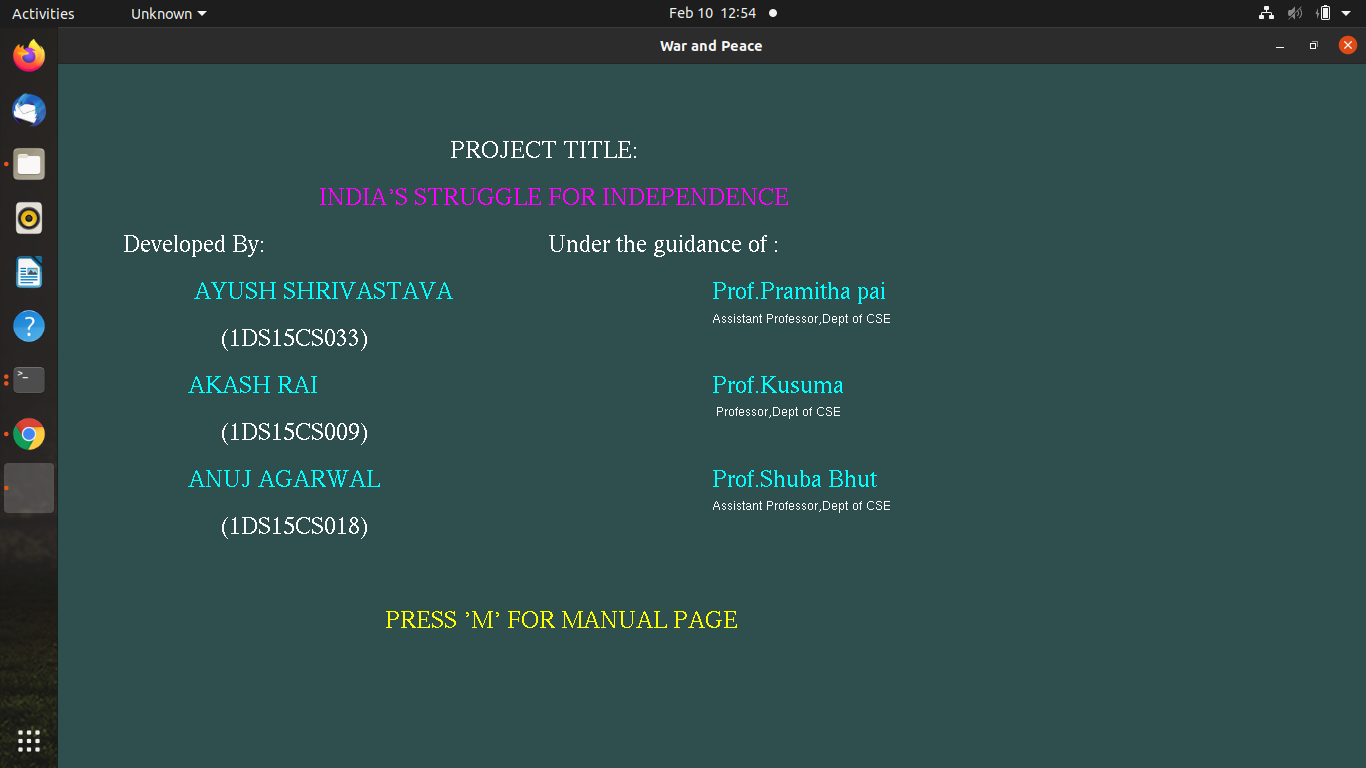 Activities
Unknown
Feb 10 12:54
War and Peace
PROJECT TITLE:
INDIA’S STRUGGLE FOR INDEPENDENCE
Developed By:
Under the guidance of :
AYUSH SHRIVASTAVA
Prof.Pramitha pai
Assistant Professor,Dept of CSE
(1DS15CS033)
AKASH RAI
Prof.Kusuma
Professor,Dept of CSE
(1DS15CS009)
ANUJ AGARWAL
Prof.Shuba Bhut
Assistant Professor,Dept of CSE
(1DS15CS018)
PRESS ’M’ FOR MANUAL PAGE